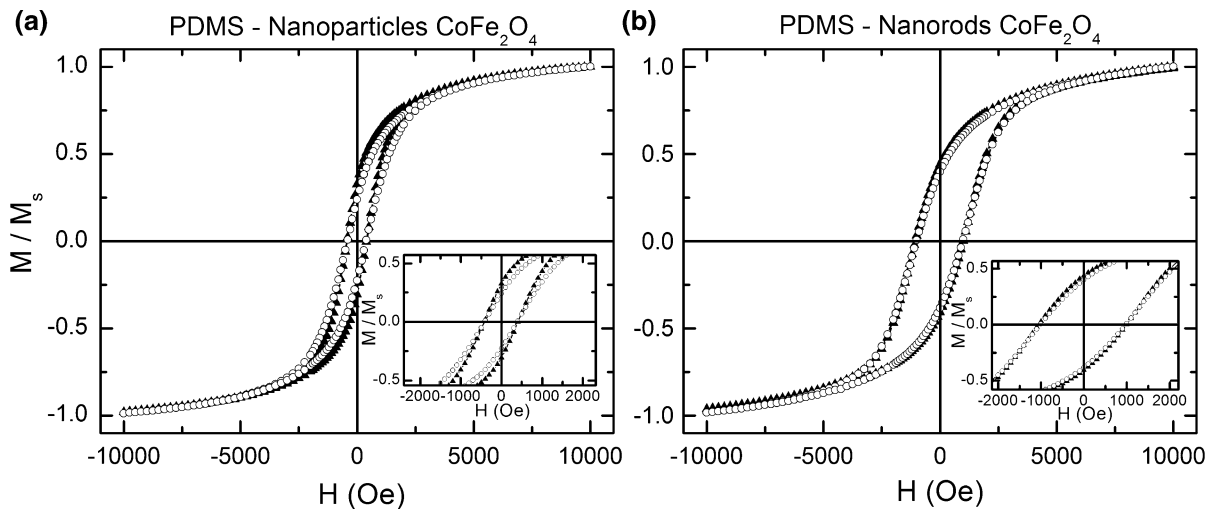 (a) PDMS - Nanoparticles CoFe₂O₄
1.0
0.5
0.0
-0.5
-1.0
M / Mₛ
-10000 -5000 0 5000 10000
H (Oe)
0.5
0.0
-0.5
M / Mₛ
-2000 -1000 0 1000 2000
H (Oe)
(b) PDMS - Nanorods CoFe₂O₄
1.0
0.5
0.0
-0.5
-1.0
-10000 -5000 0 5000 10000
H (Oe)
0.5
0.0
-0.5
M / Mₛ
-2000 -1000 0 1000 2000
H (Oe)